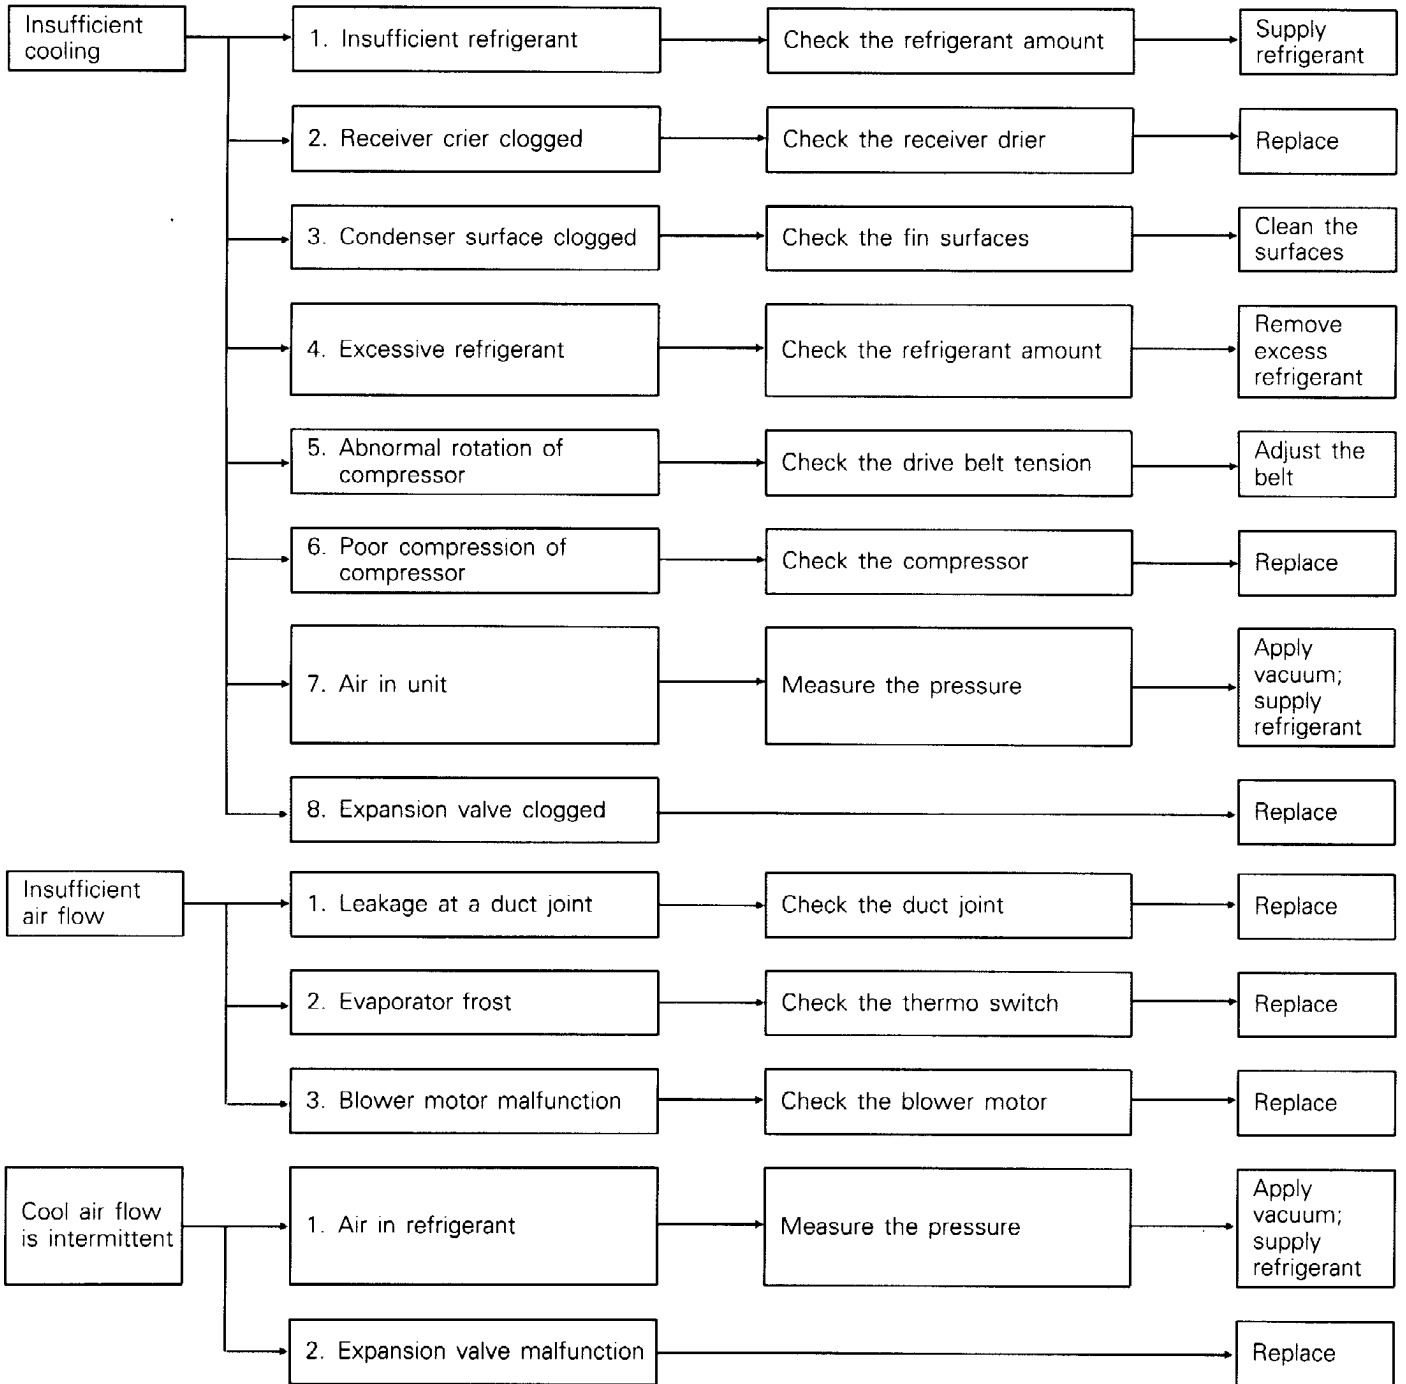 Insufficient
cooling
1. Insufficient refrigerant
Check the refrigerant amount
Supply
refrigerant
2. Receiver crier clogged
Check the receiver drier
Replace
3. Condenser surface clogged
Check the fin surfaces
Clean the
surfaces
4. Excessive refrigerant
Check the refrigerant amount
Remove
excess
refrigerant
5. Abnormal rotation of
compressor
Check the drive belt tension
Adjust the
belt
6. Poor compression of
compressor
Check the compressor
Replace
7. Air in unit
Measure the pressure
Apply
vacuum;
supply
refrigerant
8. Expansion valve clogged
Replace
Insufficient
air flow
1. Leakage at a duct joint
Check the duct joint
Replace
2. Evaporator frost
Check the thermo switch
Replace
3. Blower motor malfunction
Check the blower motor
Replace
Cool air flow
is intermittent
1. Air in refrigerant
Measure the pressure
Apply
vacuum;
supply
refrigerant
2. Expansion valve malfunction
Replace